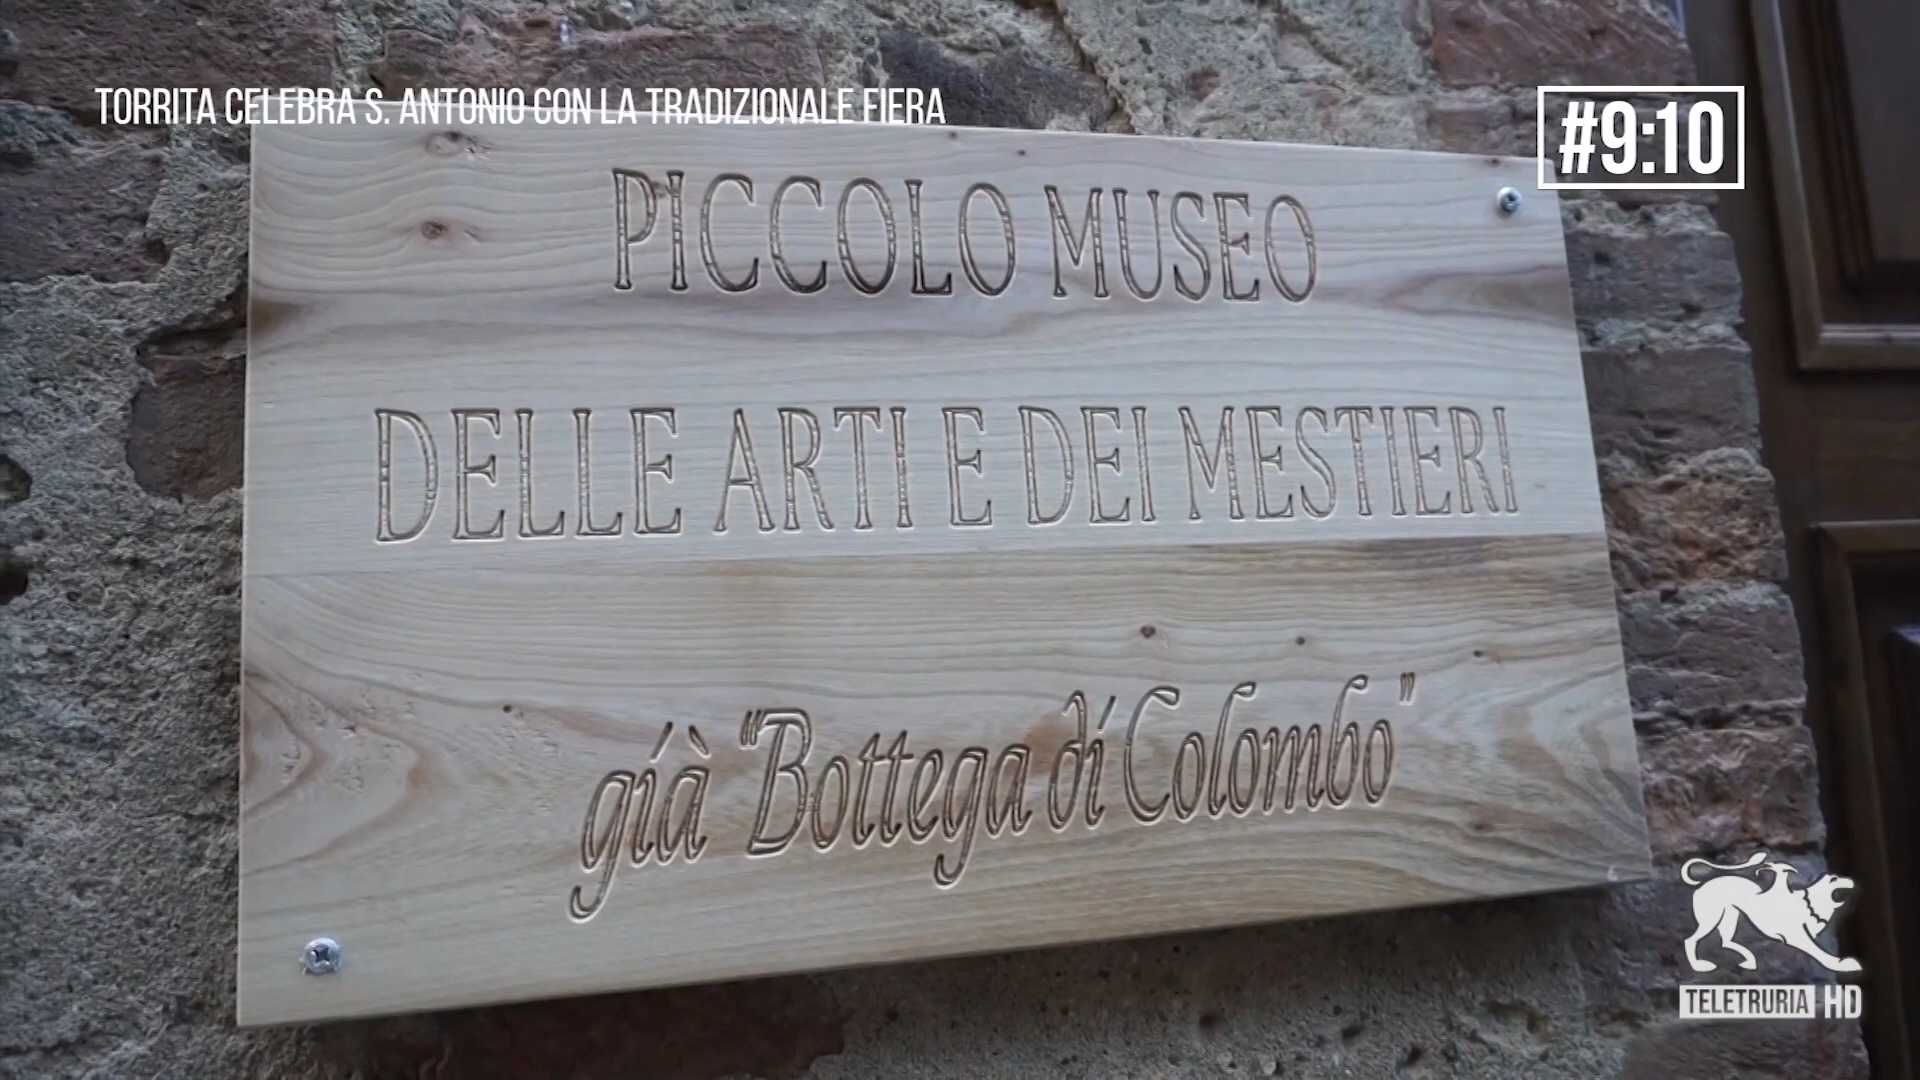 TORRITA CELEBRA S. ANTONIO CON LA TRADIZIONALE FIERA
#9:10
PICCOLO MUSEO
DELLE ARTI E DEI MESTIERI
già "Bottega di Colombo"
TELETRURIA HD